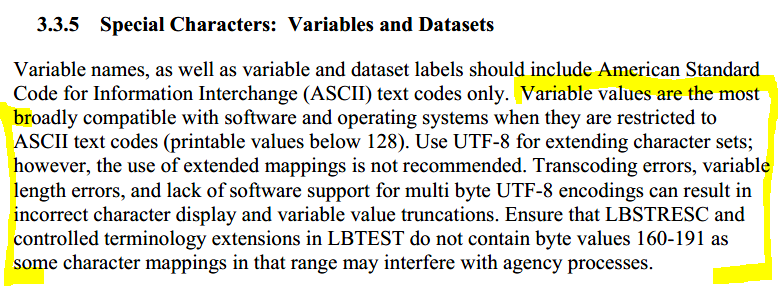 3.3.5 Special Characters: Variables and Datasets
Variable names, as well as variable and dataset labels should include American Standard
Code for Information Interchange (ASCII) text codes only. Variable values are the most
broadly compatible with software and operating systems when they are restricted to
ASCII text codes (printable values below 128). Use UTF-8 for extending character sets;
however, the use of extended mappings is not recommended. Transcoding errors, variable
length errors, and lack of software support for multi byte UTF-8 encodings can result in
incorrect character display and variable value truncations. Ensure that LBSTRESC and
controlled terminology extensions in LBTEST do not contain byte values 160-191 as
some character mappings in that range may interfere with agency processes.